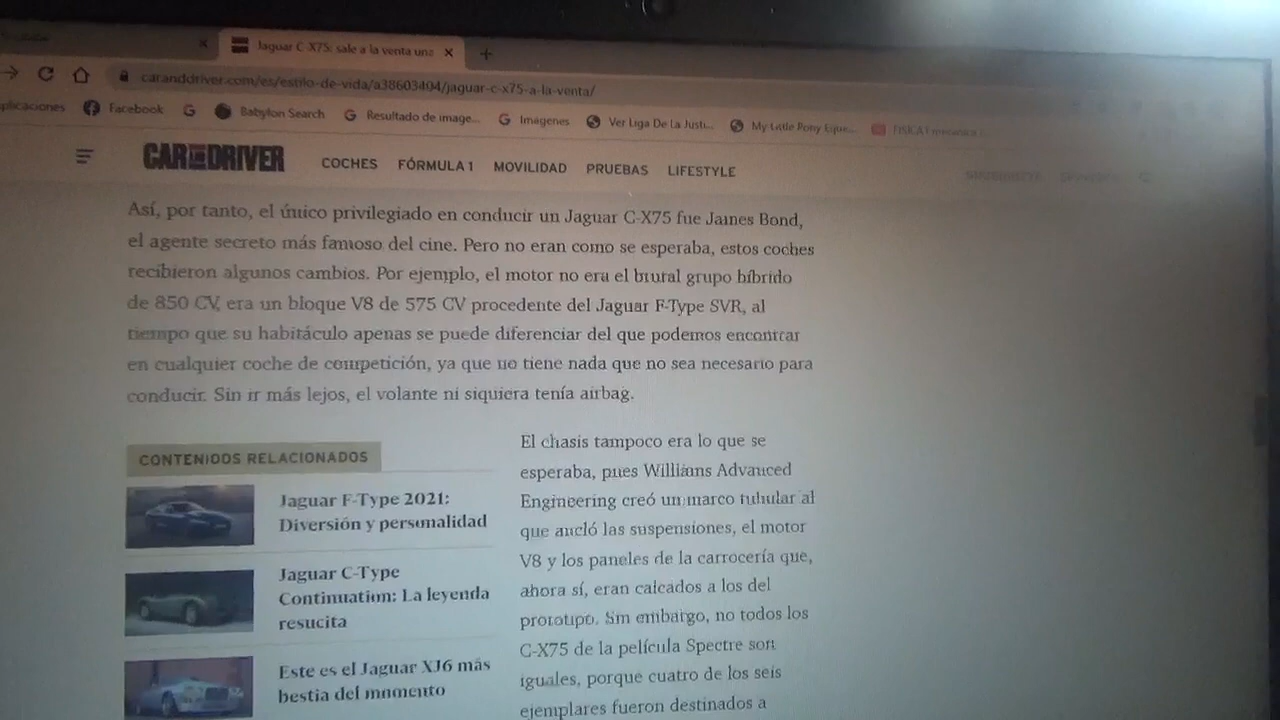 Jaguar C-X75: sale a la venta una
caranddriver.com/es/estilo-de-vida/a38603404/jaguar-c-x75-a-la-venta/
plicaciones Facebook Babylon Search Resultado de image... Imágenes Ver Liga De La Justi... My Little Pony Eque...
CAR AND DRIVER COCHES FÓRMULA 1 MOVILIDAD PRUEBAS LIFESTYLE
Así, por tanto, el único privilegiado en conducir un Jaguar C-X75 fue James Bond,
el agente secreto más famoso del cine. Pero no eran como se esperaba, estos coches
recibieron algunos cambios. Por ejemplo, el motor no era el brutal grupo híbrido
de 850 CV, era un bloque V8 de 575 CV procedente del Jaguar F-Type SVR, al
tiempo que su habitáculo apenas se puede diferenciar del que podemos encontrar
en cualquier coche de competición, ya que no tiene nada que no sea necesario para
conducir. Sin ir más lejos, el volante ni siquiera tenía airbag.
CONTENIDOS RELACIONADOS
Jaguar F-Type 2021:
Diversión y personalidad
Jaguar C-Type
Continuation: La leyenda
resucita
Este es el Jaguar XJ6 más
bestia del momento
El chasis tampoco era lo que se
esperaba, pues Willians Advanced
Engineering creó un marco tubular al
que ancló las suspensiones, el motor
V8 y los paneles de la carrocería que,
ahora sí, eran calcados a los del
prototipo. Sin embargo, no todos los
C-X75 de la película Spectre son
iguales, porque cuatro de los seis
ejemplares fueron destinados a